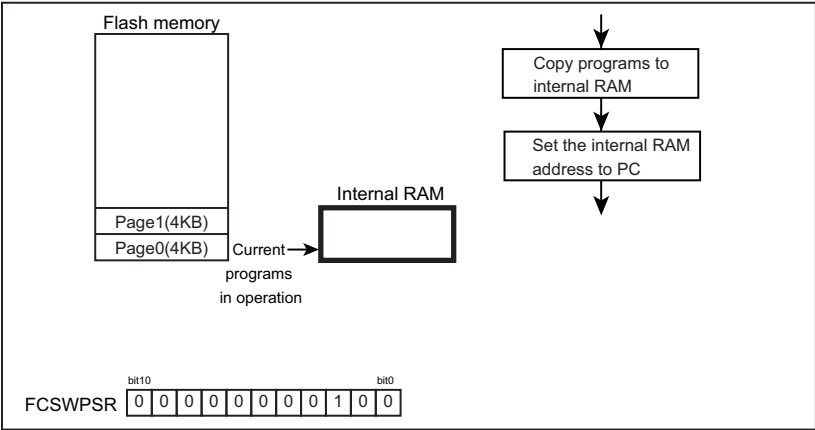 Flash memory
Page1(4KB)
Page0(4KB)
Internal RAM
Current
programs
in operation
Copy programs to
internal RAM
Set the internal RAM
address to PC
bit10
bit0
FCSWPSR 0 0 0 0 0 0 0 0 1 0 0